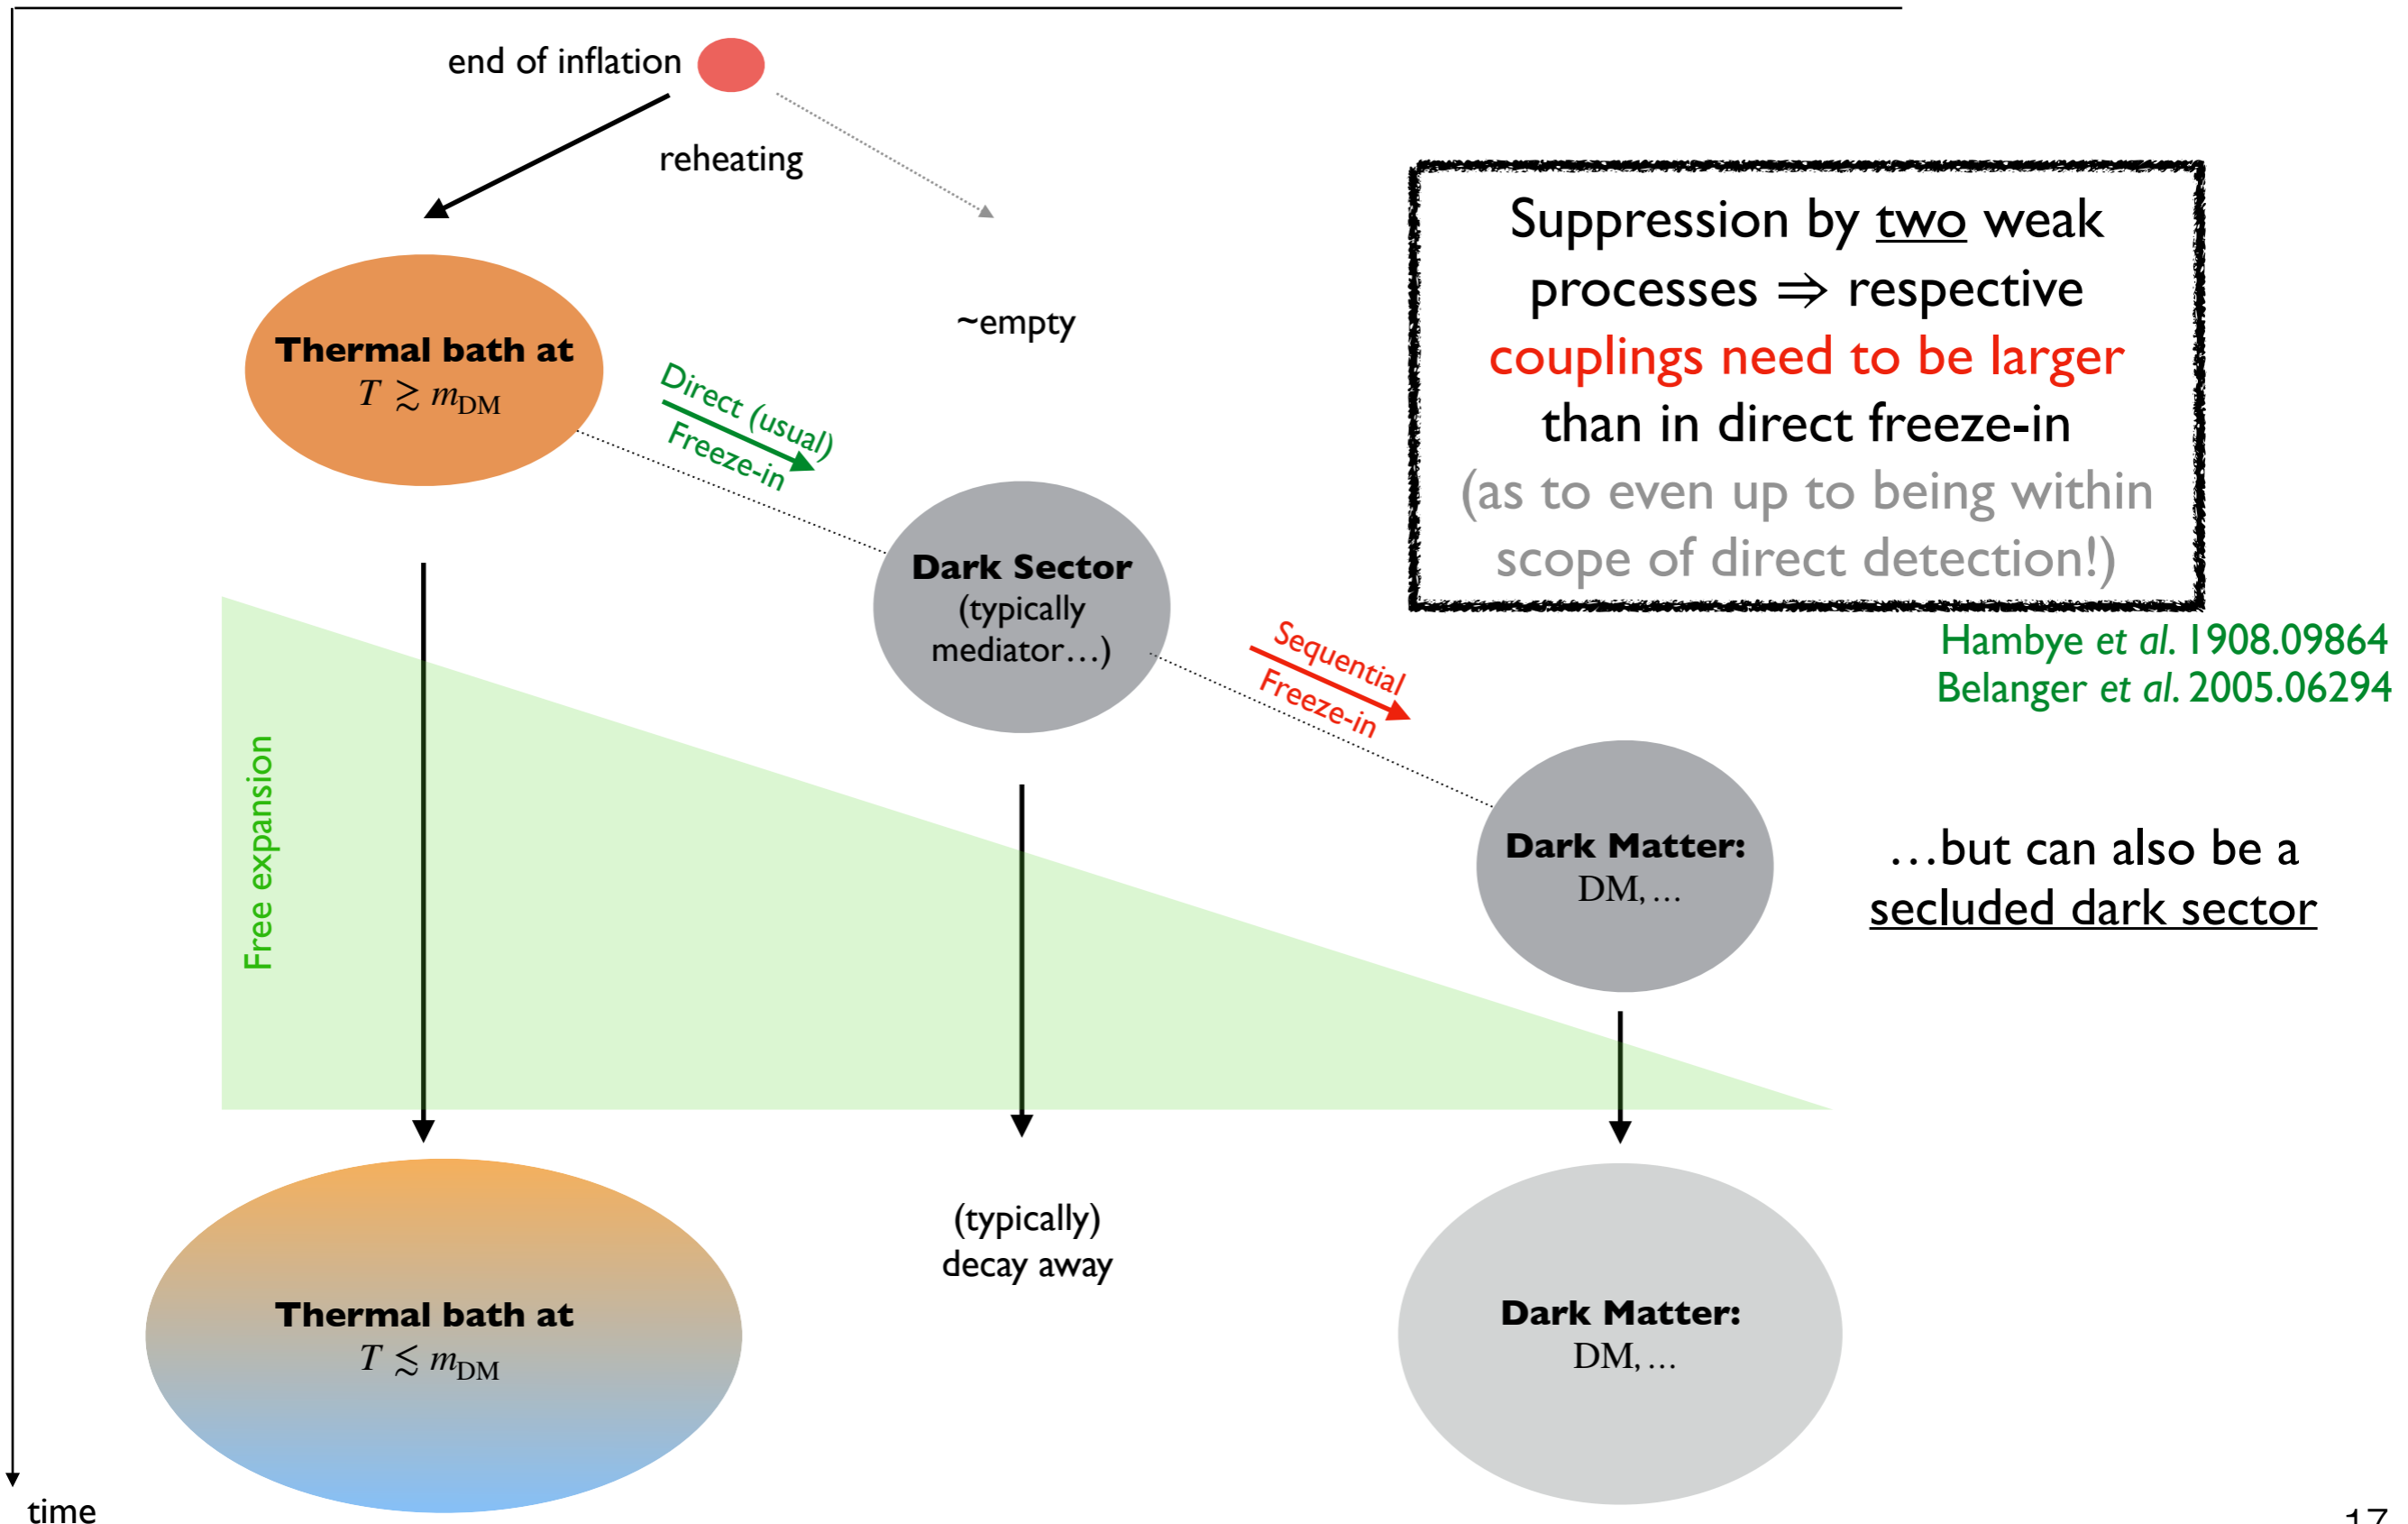 end of inflation
reheating
Thermal bath at
T ≳ m_DM
~empty
Direct (usual)
Freeze-in
Suppression by two weak
processes ⇒ respective
couplings need to be larger
than in direct freeze-in
(as to even up to being within
scope of direct detection!)
Hambye et al. 1908.09864
Belanger et al. 2005.06294
Dark Sector
(typically
mediator…)
Sequential
Freeze-in
Free expansion
Dark Matter:
DM, …
…but can also be a
secluded dark sector
(typically)
decay away
Thermal bath at
T ≲ m_DM
Dark Matter:
DM, …
time
17